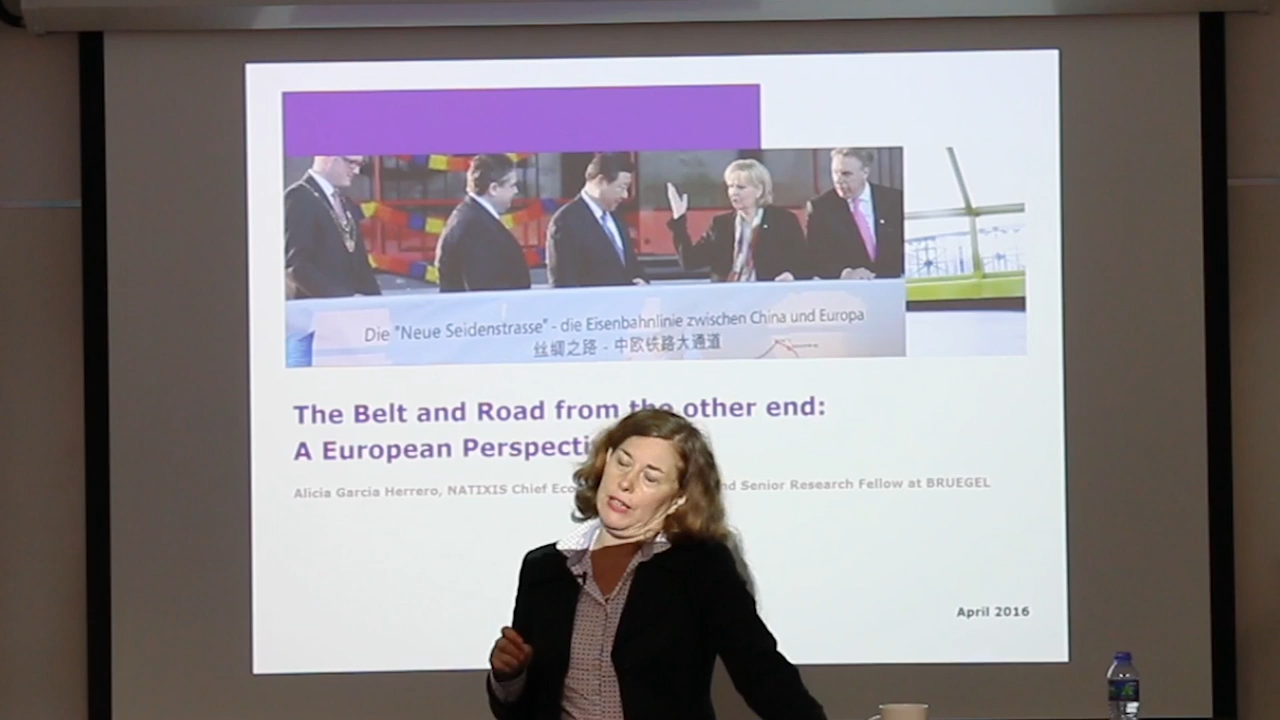 Die "Neue Seidenstrasse" - die Eisenbahnlinie zwischen China und Europa
丝绸之路 - 中欧铁路大通道
The Belt and Road from the other end:
A European Perspecti
Alicia Garcia Herrero, NATIXIS Chief Eco nd Senior Research Fellow at BRUEGEL
April 2016